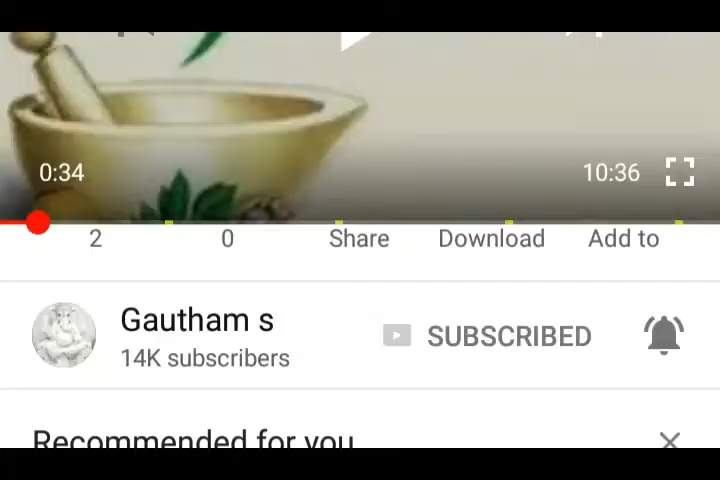 0:34 10:36
2 0 Share Download Add to
Gautham s
14K subscribers
SUBSCRIBED
Recommended for you